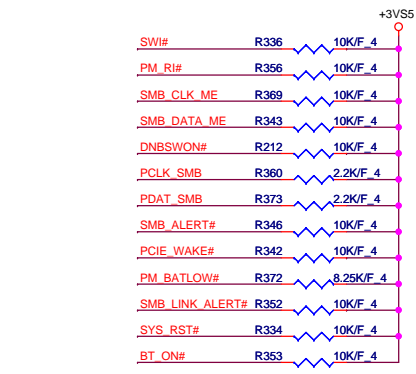 +3VS5
SWI# R336 10K/F_4
PM_RI# R356 10K/F_4
SMB_CLK_ME R369 10K/F_4
SMB_DATA_ME R343 10K/F_4
DNBSWON# R212 10K/F_4
PCLK_SMB R360 2.2K/F_4
PDAT_SMB R373 2.2K/F_4
SMB_ALERT# R346 10K/F_4
PCIE_WAKE# R342 10K/F_4
PM_BATLOW# R372 8.25K/F_4
SMB_LINK_ALERT# R352 10K/F_4
SYS_RST# R334 10K/F_4
BT_ON# R353 10K/F_4